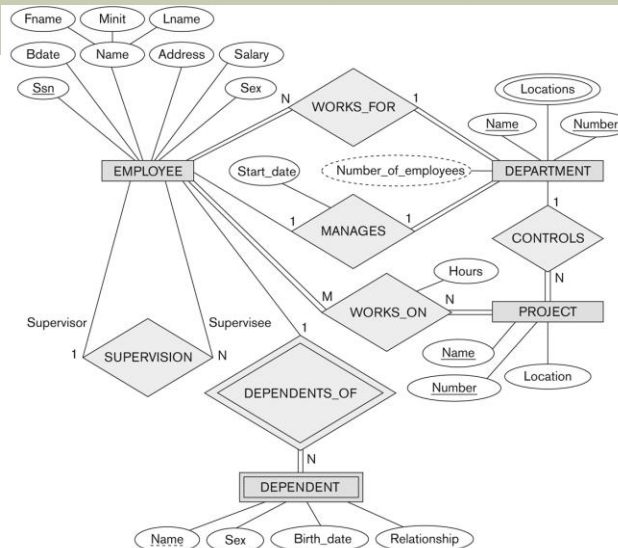 Fname Minit Lname
Bdate Name Address Salary
Ssn Sex
N WORKS_FOR 1
Locations
Name Number
EMPLOYEE
Start_date Number_of_employees DEPARTMENT
1 MANAGES 1
1
CONTROLS
N
Hours
M WORKS_ON N
PROJECT
Supervisor Supervisee
1 SUPERVISION N
1
Name
Number Location
DEPENDENTS_OF
N
DEPENDENT
Name Sex Birth_date Relationship